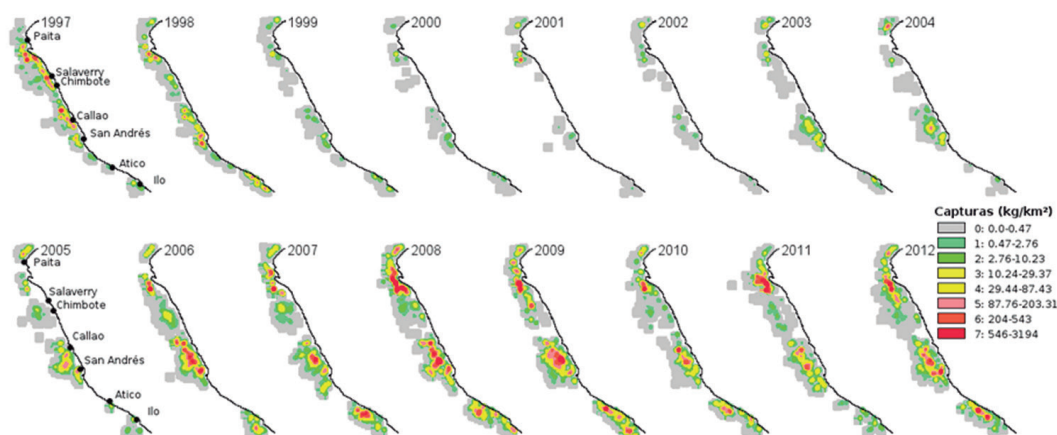 1997
1998
1999
2000
2001
2002
2003
2004
Paita
Salaverry
Chimbote
Callao
San Andrés
Atico
Ilo
2005
2006
2007
2008
2009
2010
2011
2012
Paita
Salaverry
Chimbote
Callao
San Andrés
Atico
Ilo
Capturas (kg/km²)
0: 0.0-0.47
1: 0.47-2.76
2: 2.76-10.23
3: 10.24-29.37
4: 29.44-87.43
5: 87.76-203.31
6: 204-543
7: 546-3194